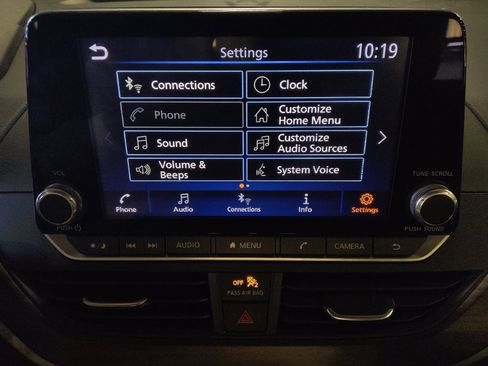 Settings 10:19
Connections Clock
Phone Customize
Home Menu
Sound Customize
Audio Sources
Volume &
Beeps System Voice
VOL TUNE·SCROLL
Phone Audio Connections Info Settings
PUSH PUSH SOUND
AUDIO MENU CAMERA
OFF 2
PASS AIR BAG